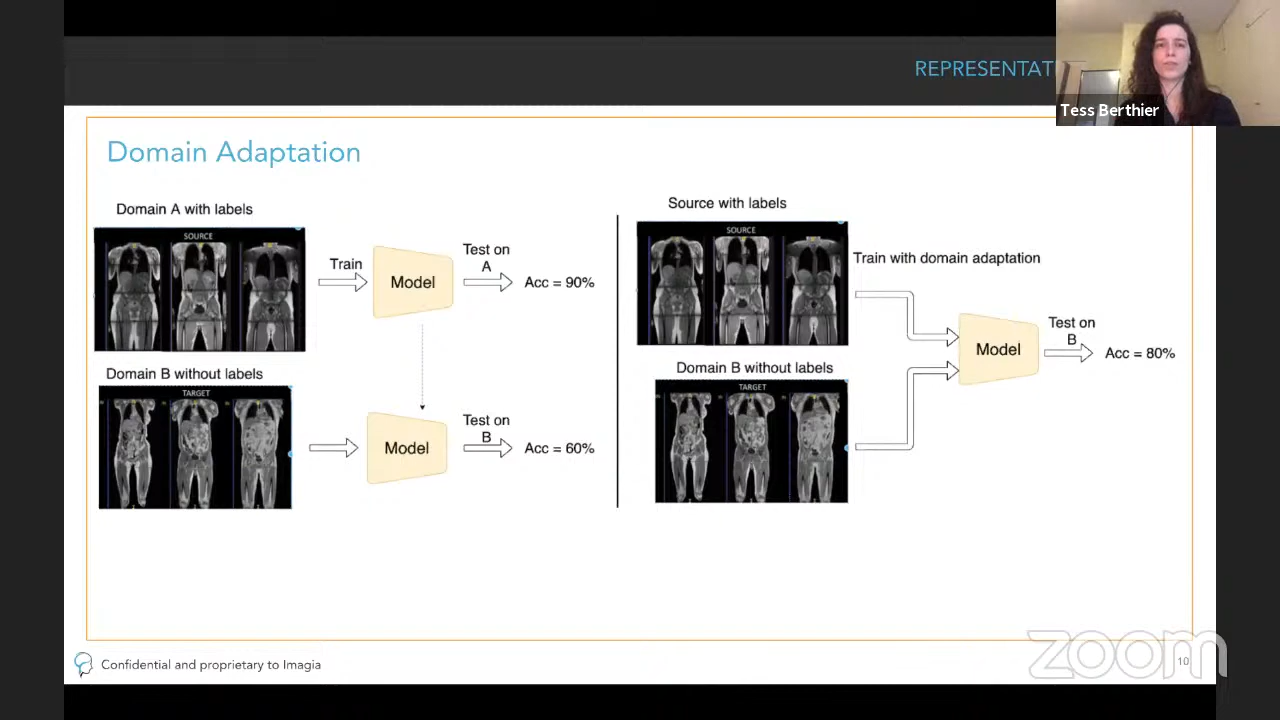 REPRESENTAT
Tess Berthier
Domain Adaptation
Domain A with labels
SOURCE
Train
Model
Test on
A
Acc = 90%
Domain B without labels
TARGET
Model
Test on
B
Acc = 60%
Source with labels
SOURCE
Train with domain adaptation
Domain B without labels
TARGET
Model
Test on
B
Acc = 80%
Confidential and proprietary to Imagia
zoom
10